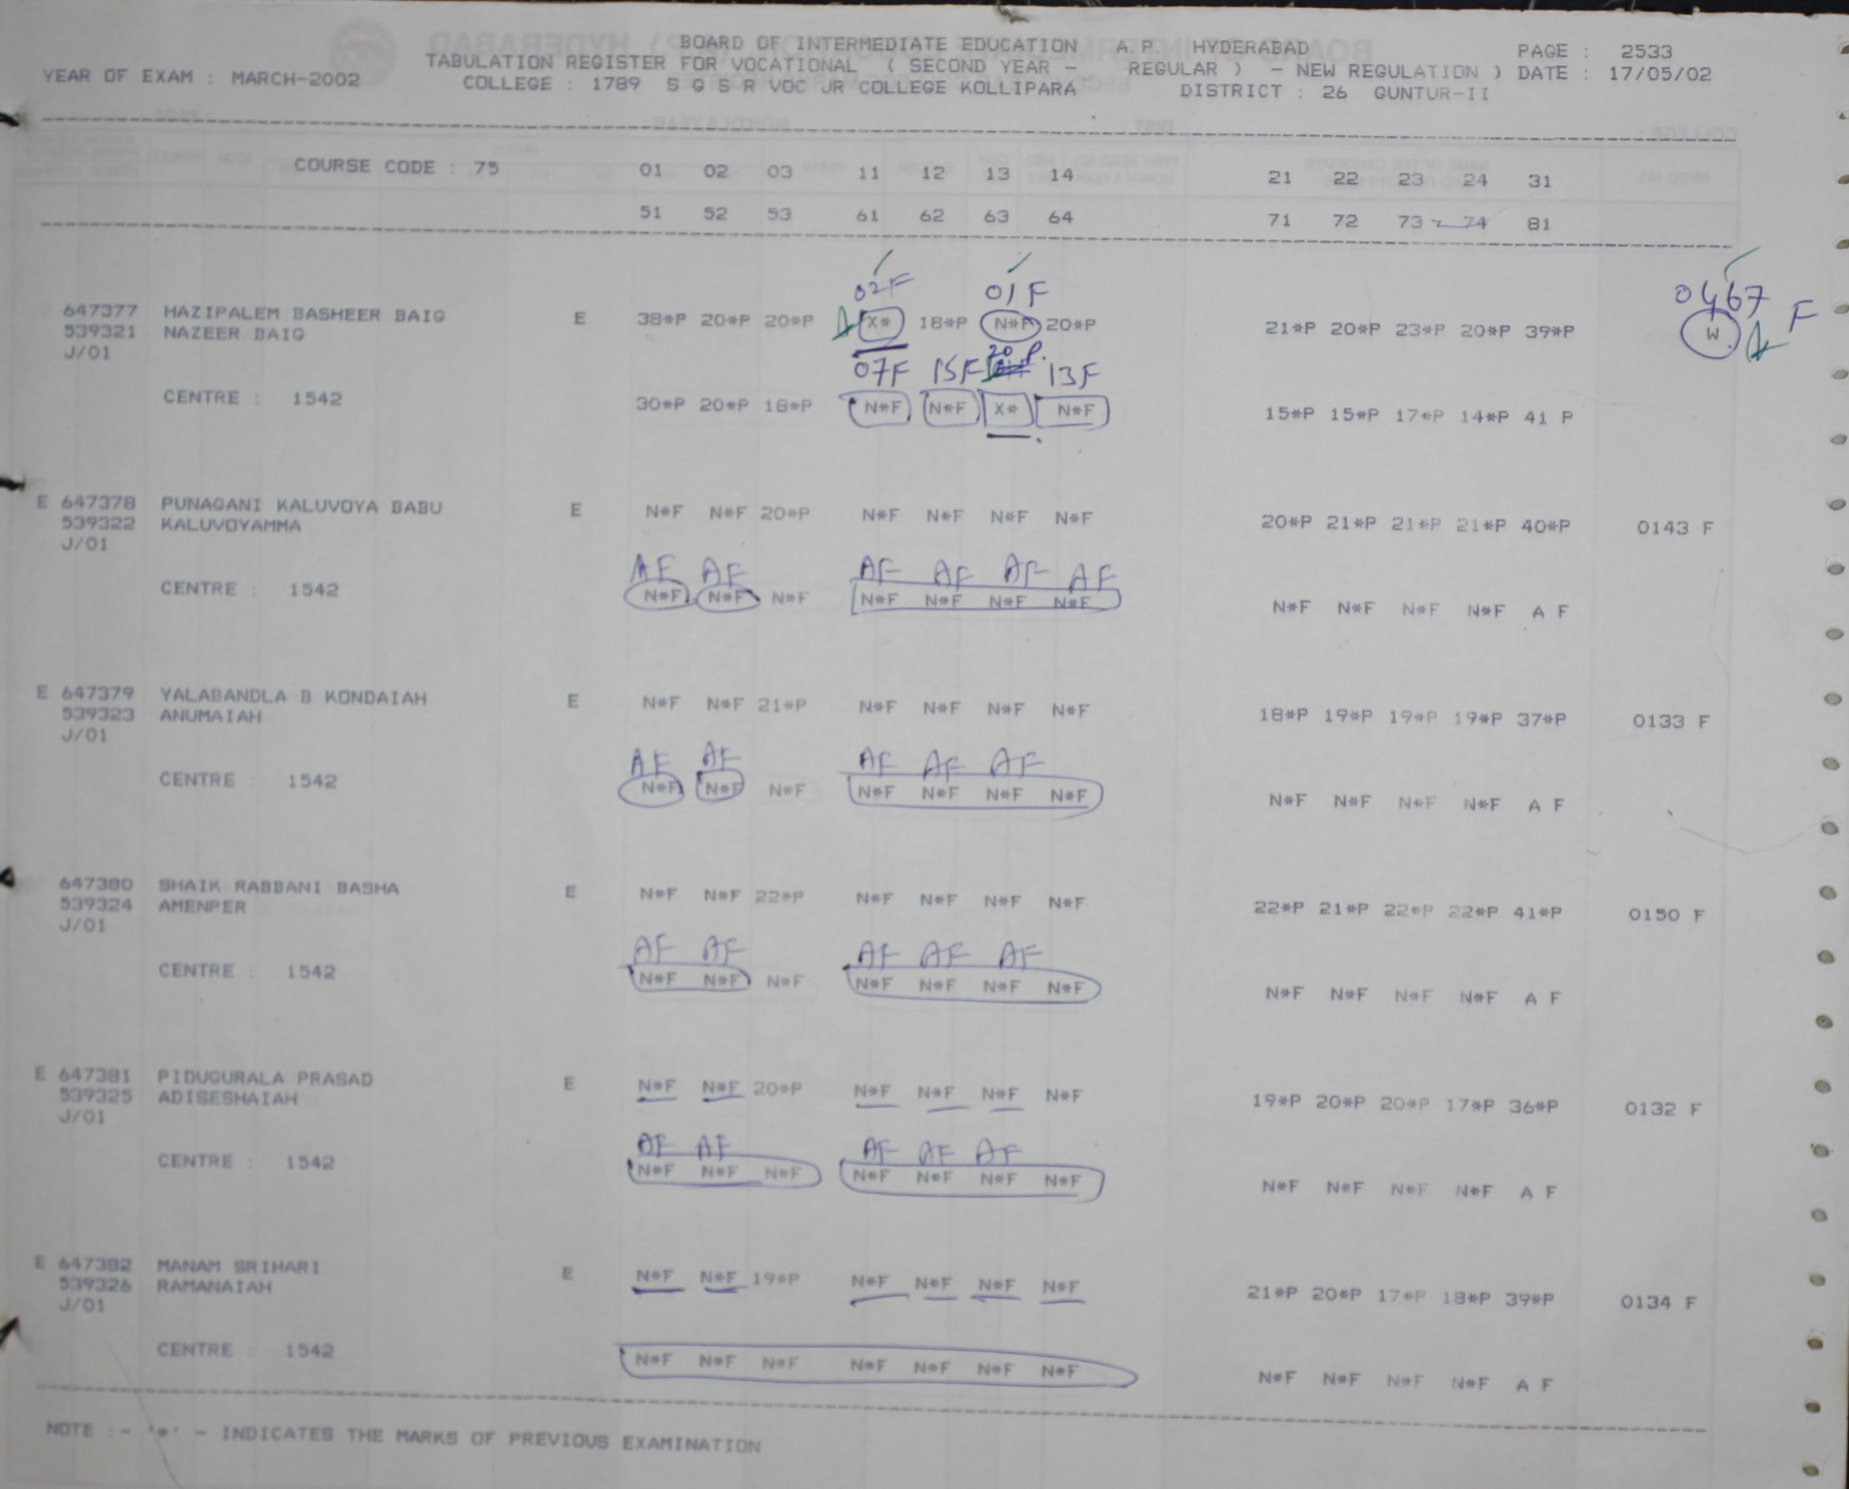 BOARD OF INTERMEDIATE EDUCATION A.P. HYDERABAD PAGE : 2533
YEAR OF EXAM : MARCH-2002 TABULATION REGISTER FOR VOCATIONAL ( SECOND YEAR - REGULAR ) - NEW REGULATION ) DATE : 17/05/02
COLLEGE : 1789 S G S R VOC JR COLLEGE KOLLIPARA DISTRICT : 26 GUNTUR-II
COURSE CODE : 75 01 02 03 11 12 13 14 21 22 23 24 31
51 52 53 61 62 63 64 71 72 73 74 81
02F 01F 0467 F
647377 HAZIPALEM BASHEER BAIG E 38*P 20*P 20*P X* 18*P N*F 20*P 21*P 20*P 23*P 20*P 39*P W
539321 NAZEER BAIG
J/01
07F 15F 20 P. 13F
CENTRE : 1542 30*P 20*P 18*P N*F N*F X* N*F 15*P 15*P 17*P 14*P 41 P
E 647378 PUNAGANI KALUVOYA BABU E N*F N*F 20*P N*F N*F N*F N*F 20*P 21*P 21*P 21*P 40*P 0143 F
539322 KALUVOYAMMA
J/01
AF AF AF AF AF AF
CENTRE : 1542 N*F N*F N*F N*F N*F N*F N*F N*F N*F N*F N*F A F
E 647379 YALABANDLA B KONDAIAH E N*F N*F 21*P N*F N*F N*F N*F 18*P 19*P 19*P 19*P 37*P 0133 F
539323 ANUMAIAH
J/01
AF AF AF AF AF
CENTRE : 1542 N*F N*F N*F N*F N*F N*F N*F N*F N*F N*F N*F A F
647380 SHAIK RABBANI BASHA E N*F N*F 22*P N*F N*F N*F N*F 22*P 21*P 22*P 22*P 41*P 0150 F
539324 AMENPER
J/01
AF AF AF AF AF
CENTRE : 1542 N*F N*F N*F N*F N*F N*F N*F N*F N*F N*F N*F A F
E 647381 PIDUGURALA PRASAD E N*F N*F 20*P N*F N*F N*F N*F 19*P 20*P 20*P 17*P 36*P 0132 F
539325 ADISESHAIAH
J/01
AF AF AF AF AF
CENTRE : 1542 N*F N*F N*F N*F N*F N*F N*F N*F N*F N*F N*F A F
E 647382 MANAM SRIHARI E N*F N*F 19*P N*F N*F N*F N*F 21*P 20*P 17*P 18*P 39*P 0134 F
539326 RAMANAIAH
J/01
CENTRE : 1542 N*F N*F N*F N*F N*F N*F N*F N*F N*F N*F N*F A F
NOTE :- '*' - INDICATES THE MARKS OF PREVIOUS EXAMINATION